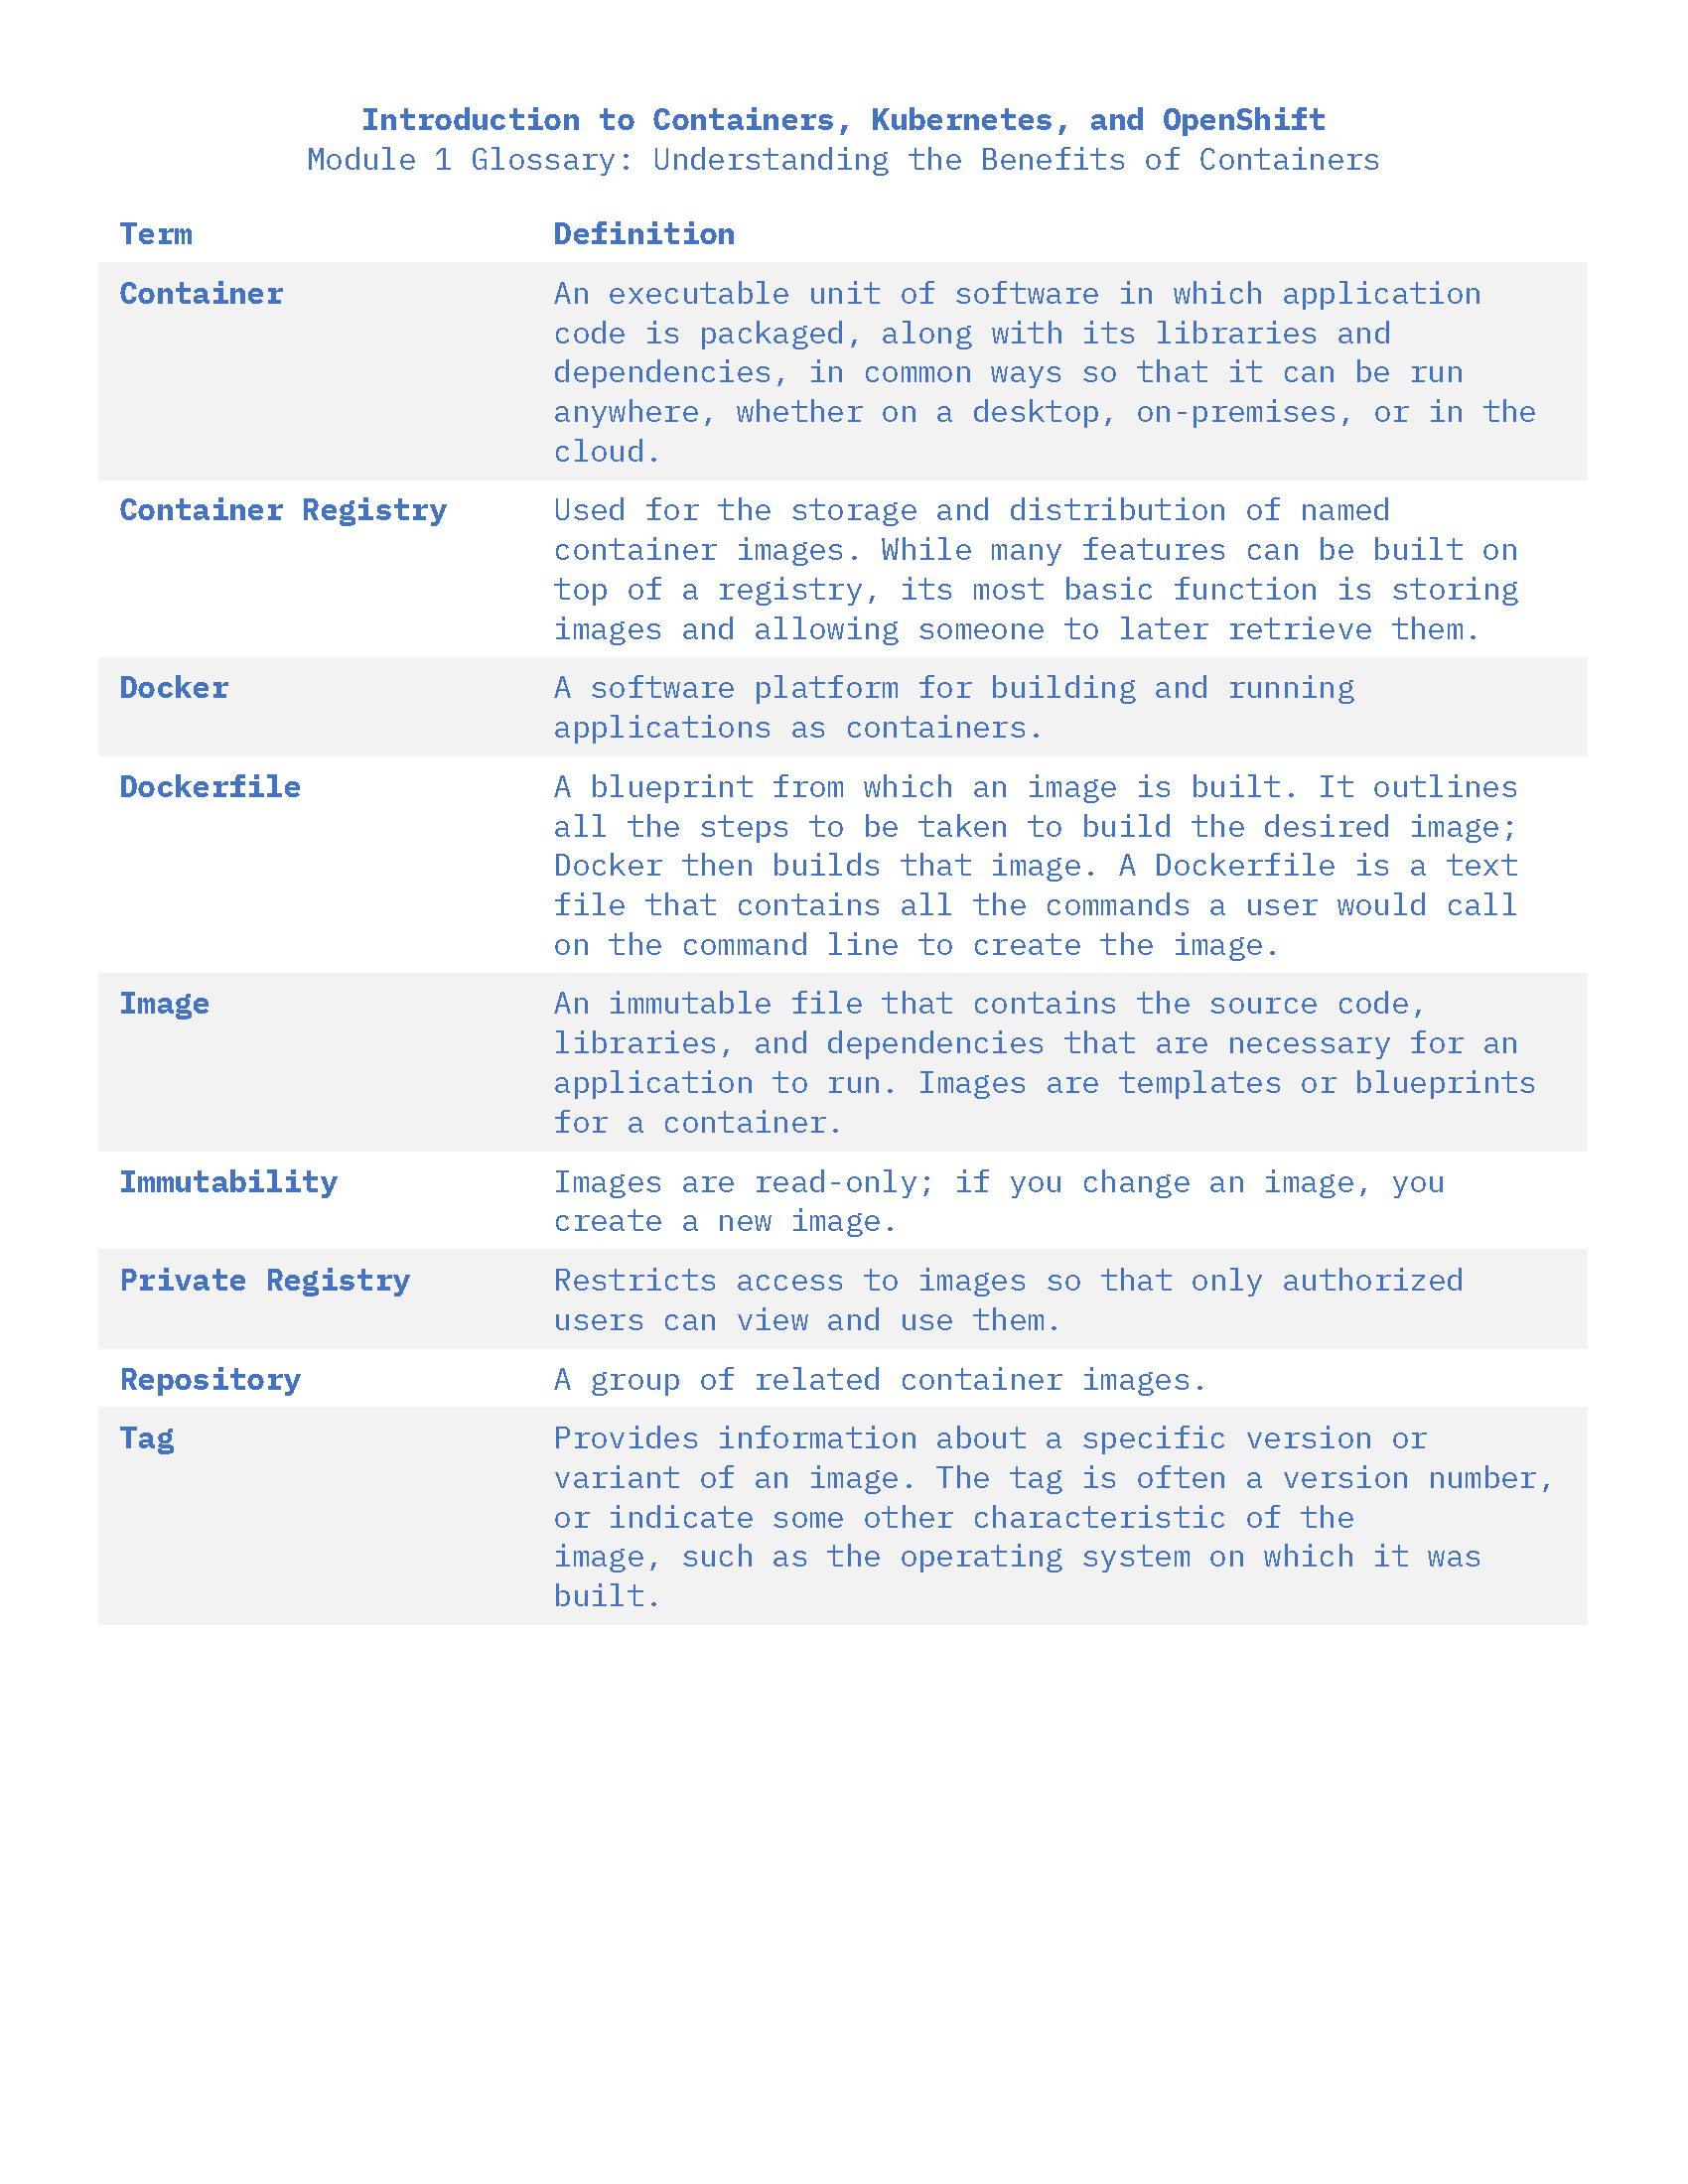 Introduction to Containers, Kubernetes, and OpenShift
Module 1 Glossary: Understanding the Benefits of Containers
Term Definition
Container An executable unit of software in which application
code is packaged, along with its libraries and
dependencies, in common ways so that it can be run
anywhere, whether on a desktop, on-premises, or in the
cloud.
Container Registry Used for the storage and distribution of named
container images. While many features can be built on
top of a registry, its most basic function is storing
images and allowing someone to later retrieve them.
Docker A software platform for building and running
applications as containers.
Dockerfile A blueprint from which an image is built. It outlines
all the steps to be taken to build the desired image;
Docker then builds that image. A Dockerfile is a text
file that contains all the commands a user would call
on the command line to create the image.
Image An immutable file that contains the source code,
libraries, and dependencies that are necessary for an
application to run. Images are templates or blueprints
for a container.
Immutability Images are read-only; if you change an image, you
create a new image.
Private Registry Restricts access to images so that only authorized
users can view and use them.
Repository A group of related container images.
Tag Provides information about a specific version or
variant of an image. The tag is often a version number,
or indicate some other characteristic of the
image, such as the operating system on which it was
built.